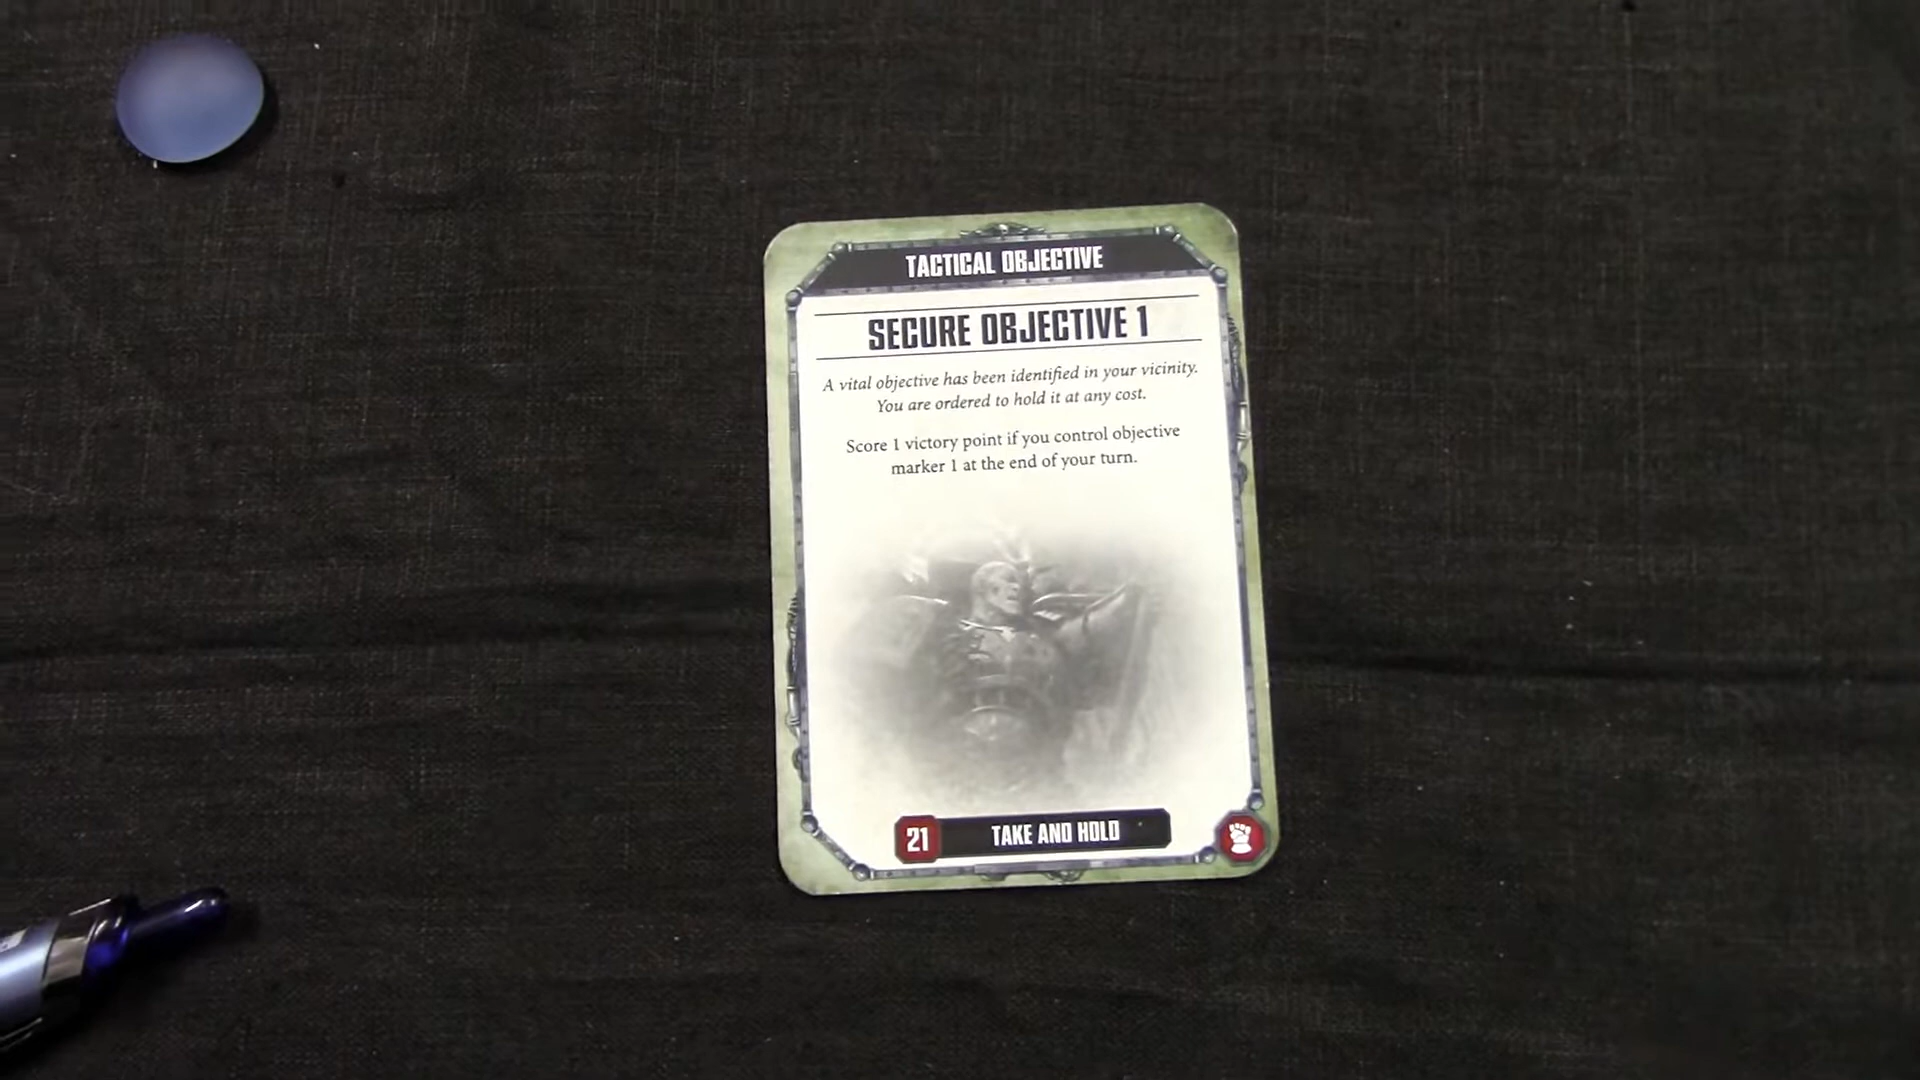 TACTICAL OBJECTIVE
SECURE OBJECTIVE 1
A vital objective has been identified in your vicinity.
You are ordered to hold it at any cost.
Score 1 victory point if you control objective
marker 1 at the end of your turn.
21 TAKE AND HOLD